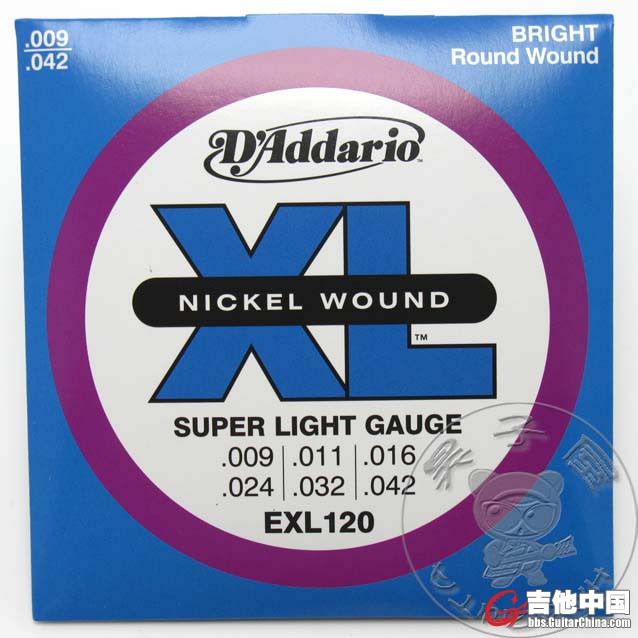 .009
.042
BRIGHT
Round Wound
D'Addario
XL
NICKEL WOUND
TM
SUPER LIGHT GAUGE
.009 .011 .016
.024 .032 .042
EXL120
吉他中国
bbs.GuitarChina.com